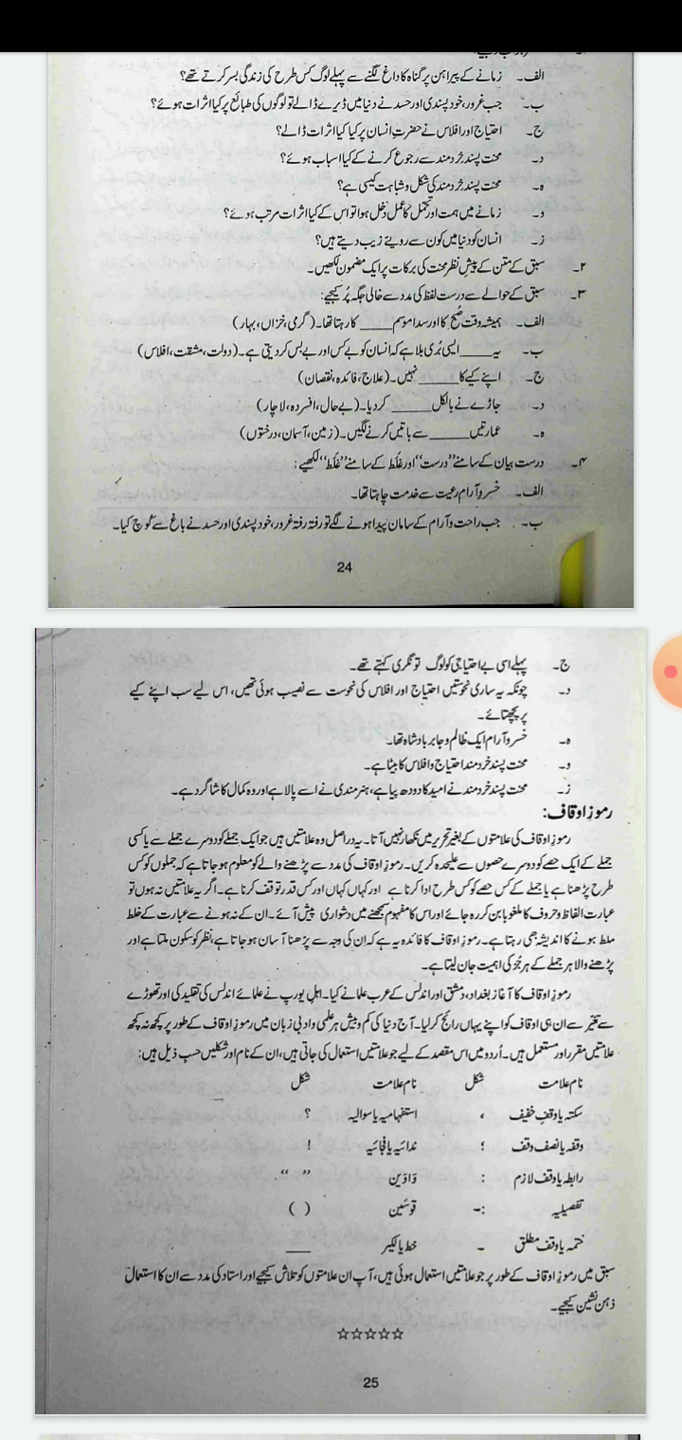 الف۔ زمانے کے پیراہن پر گناہ کا داغ لگنے سے پہلے لوگ کس طرح کی زندگی بسر کرتے تھے؟
ب۔ جب غرور، خود پسندی اور حسد نے دنیا میں ڈیرے ڈالے تو لوگوں کی طبائع پر کیا اثرات ہوئے؟
ج۔ احتیاج اور افلاس نے حضرتِ انسان پر کیا کیا اثرات ڈالے؟
د۔ محنت پسند خردمند سے رجوع کرنے کے کیا اسباب ہوئے؟
ہ۔ محنت پسند خردمند کی شکل و شباہت کیسی ہے؟
و۔ زمانے میں ہمت اور تحمل کا عمل دخل ہوا تو اس کے کیا اثرات مرتب ہوئے؟
ز۔ انسان کو دنیا میں کون سے رویّے زیب دیتے ہیں؟
۲۔ سبق کے متن کے پیشِ نظر محنت کی برکات پر ایک مضمون لکھیں۔
۳۔ سبق کے حوالے سے درست لفظ کی مدد سے خالی جگہ پُر کیجیے:
الف۔ ہمیشہ وقت صُبح کا اور سدا موسم ____ کا رہتا تھا۔ (گرمی، خزاں، بہار)
ب۔ یہ ____ ایسی بُری بلا ہے کہ انسان کو بے کس اور بے بس کر دیتی ہے۔ (دولت، مشقت، افلاس)
ج۔ اپنے کیے کا ____ نہیں۔ (علاج، فائدہ، نقصان)
د۔ جاڑے نے بالکل ____ کر دیا۔ (بے حال، افسردہ، لاچار)
ہ۔ عمارتیں ____ سے باتیں کرنے لگیں۔ (زمین، آسمان، درختوں)
۴۔ درست بیان کے سامنے "درست" اور غلط کے سامنے "غلط" لکھیے:
الف۔ خسرو آرام رعیت سے خدمت چاہتا تھا۔
ب۔ جب راحت و آرام کے سامان پیدا ہونے لگے تو رفتہ رفتہ غرور، خود پسندی اور حسد نے باغ سے کوچ کیا۔
24
ج۔ پہلے اسی بے احتیاجی کو لوگ تونگری کہتے تھے۔
د۔ چونکہ یہ ساری نحوستیں احتیاج اور افلاس کی نحوست سے نصیب ہوئی تھیں، اس لیے سب اپنے کیے
پر پچھتائے۔
ہ۔ خسرو آرام ایک ظالم و جابر بادشاہ تھا۔
و۔ محنت پسند خردمند احتیاج و افلاس کا بیٹا ہے۔
ز۔ محنت پسند خردمند نے امید کا دودھ پیا ہے، ہنر مندی نے اسے پالا ہے اور وہ کمال کا شاگرد ہے۔
رموزِ اوقاف:
رموزِ اوقاف کی علامتوں کے بغیر تحریر میں نکھار نہیں آتا۔ یہ دراصل وہ علامتیں ہیں جو ایک جملے کو دوسرے جملے سے یا کسی
جملے کے ایک حصے کو دوسرے حصوں سے علیحدہ کریں۔ رموزِ اوقاف کی مدد سے پڑھنے والے کو معلوم ہو جاتا ہے کہ جملوں کو کس
طرح پڑھنا ہے یا جملے کے کس حصے کو کس طرح ادا کرنا ہے اور کہاں کہاں اور کس قدر توقف کرنا ہے۔ اگر یہ علامتیں نہ ہوں تو
عبارت الفاظ و حروف کا ملغوبا بن کر رہ جائے اور اس کا مفہوم سمجھنے میں دشواری پیش آئے۔ ان کے نہ ہونے سے عبارت کے خلط
ملط ہونے کا اندیشہ بھی رہتا ہے۔ رموزِ اوقاف کا فائدہ یہ ہے کہ ان کی وجہ سے پڑھنا آسان ہو جاتا ہے، نظر کو سکون ملتا ہے اور
پڑھنے والا ہر جملے کے ہر جُز کی اہمیت جان لیتا ہے۔
رموزِ اوقاف کا آغاز بغداد، دمشق اور اندلس کے عرب علما نے کیا۔ اہلِ یورپ نے علمائے اندلس کی تقلید کی اور تھوڑے
سے تغیّر سے ان ہی اوقاف کو اپنے یہاں رائج کر لیا۔ آج دنیا کی کم و بیش ہر علمی و ادبی زبان میں رموزِ اوقاف کے طور پر کچھ نہ کچھ
علامتیں مقرر اور مستعمل ہیں۔ اُردو میں اس مقصد کے لیے جو علامتیں استعمال کی جاتی ہیں، ان کے نام اور شکلیں حسبِ ذیل ہیں:
نام علامت شکل نام علامت شکل
سکتہ یا وقفِ خفیف ، استفہامیہ یا سوالیہ ؟
وقفہ یا نصف وقف ؛ ندائیہ یا فجائیہ !
رابطہ یا وقف لازم : واوَین " "
تفصیلیہ :- قوسَین ( )
ختمہ یا وقفِ مطلق ۔ خط یا لکیر ___
سبق میں رموزِ اوقاف کے طور پر جو علامتیں استعمال ہوئی ہیں، آپ ان علامتوں کو تلاش کیجیے اور استاد کی مدد سے ان کا استعمال
ذہن نشین کیجیے۔
☆☆☆☆☆
25